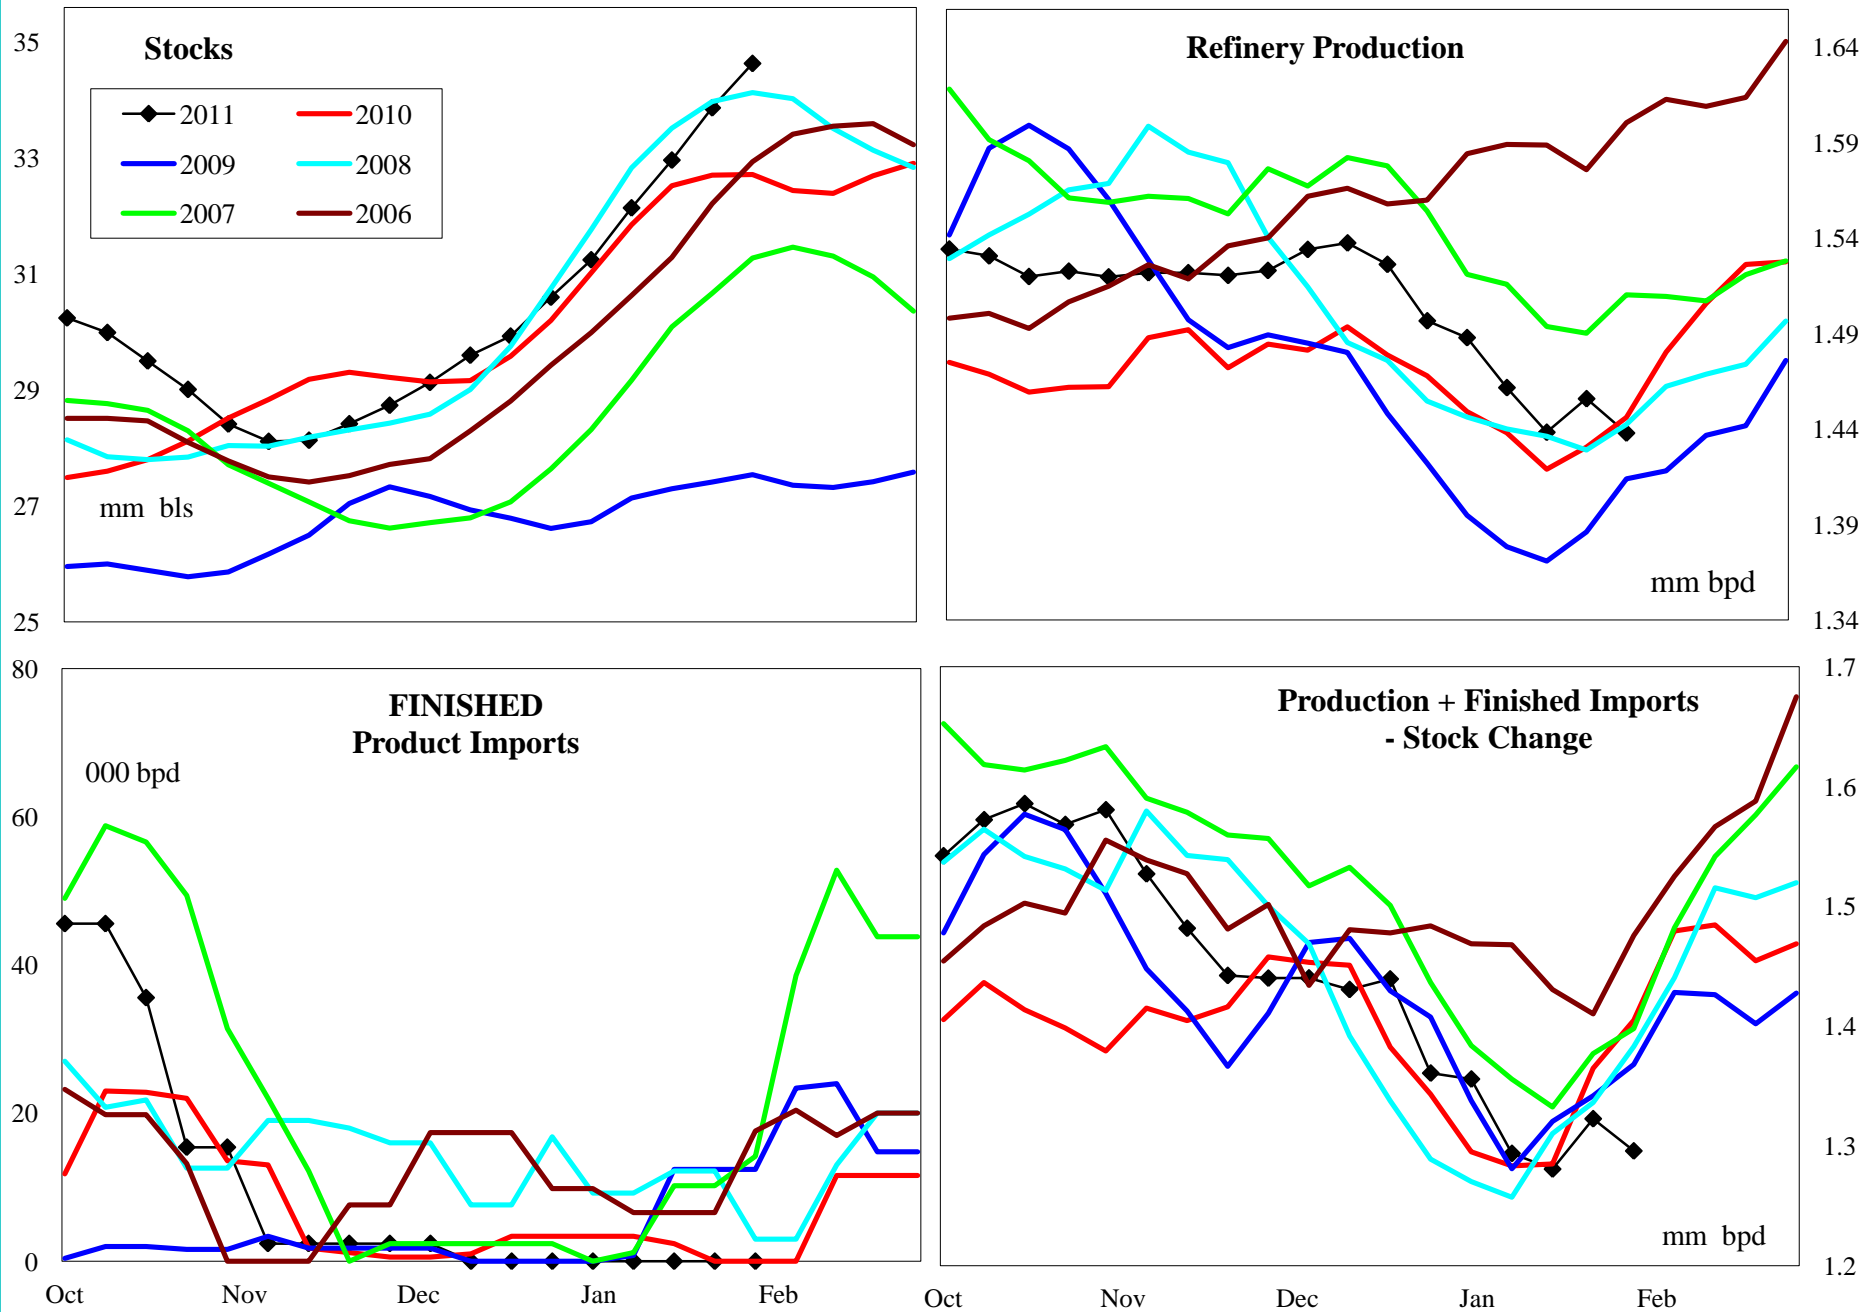 Stocks
35
33
31
29
27
25
2011
2010
2009
2008
2007
2006
mm bls
Refinery Production
1.64
1.59
1.54
1.49
1.44
1.39
1.34
mm bpd
FINISHED
Product Imports
000 bpd
80
60
40
20
0
Oct Nov Dec Jan Feb
Production + Finished Imports
- Stock Change
1.7
1.6
1.5
1.4
1.3
1.2
mm bpd
Oct Nov Dec Jan Feb